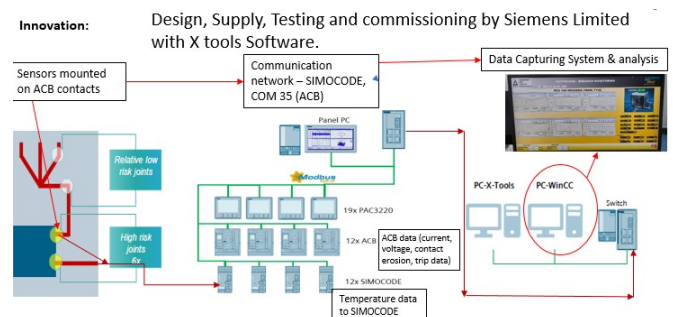 Innovation:
Design, Supply, Testing and commissioning by Siemens Limited
with X tools Software.
Sensors mounted
on ACB contacts
Communication
network – SIMOCODE,
COM 35 (ACB)
Data Capturing System & analysis
Panel PC
Relative low
risk joints
Modbus
19x PAC3220
PC-X-Tools
PC-WinCC
Switch
High risk
joints
6x
12x ACB
ACB data (current,
voltage, contact
erosion, trip data)
12x SIMOCODE
Temperature data
to SIMOCODE